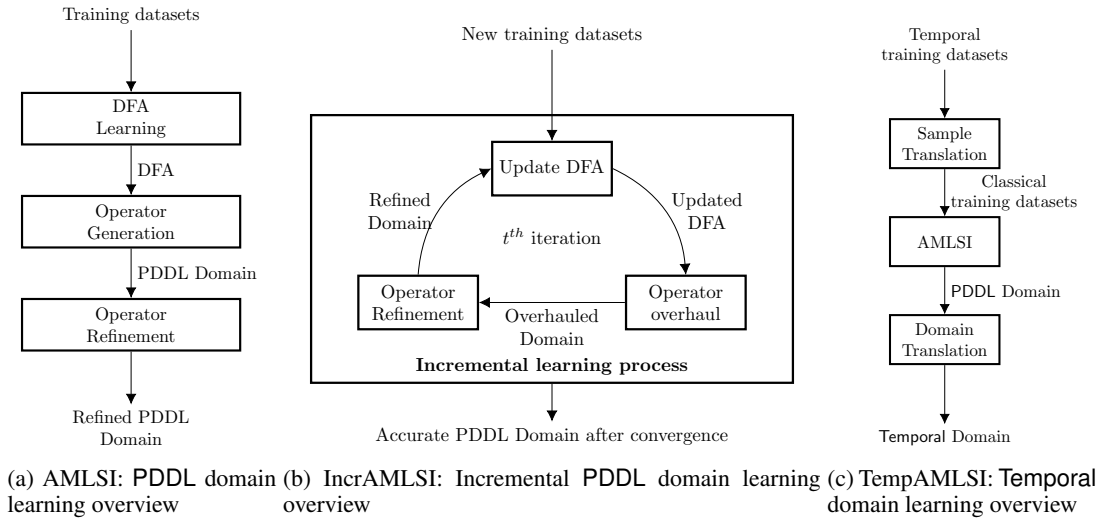 Training datasets
DFA
Learning
DFA
Operator
Generation
PDDL Domain
Operator
Refinement
Refined PDDL
Domain
(a) AMLSI: PDDL domain
learning overview
New training datasets
Update DFA
Refined
Domain
Updated
DFA
t^th iteration
Operator
Refinement
Operator
overhaul
Overhauled
Domain
Incremental learning process
Accurate PDDL Domain after convergence
(b) IncrAMLSI: Incremental PDDL domain learning
overview
Temporal
training datasets
Sample
Translation
Classical
training datasets
AMLSI
PDDL Domain
Domain
Translation
Temporal Domain
(c) TempAMLSI: Temporal
domain learning overview